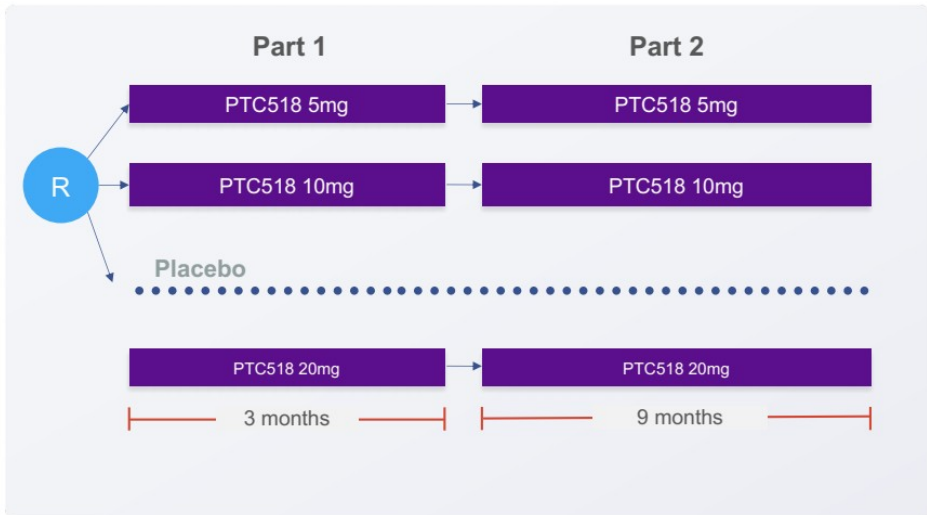 Part 1 Part 2
PTC518 5mg PTC518 5mg
R
PTC518 10mg PTC518 10mg
Placebo
PTC518 20mg PTC518 20mg
3 months 9 months